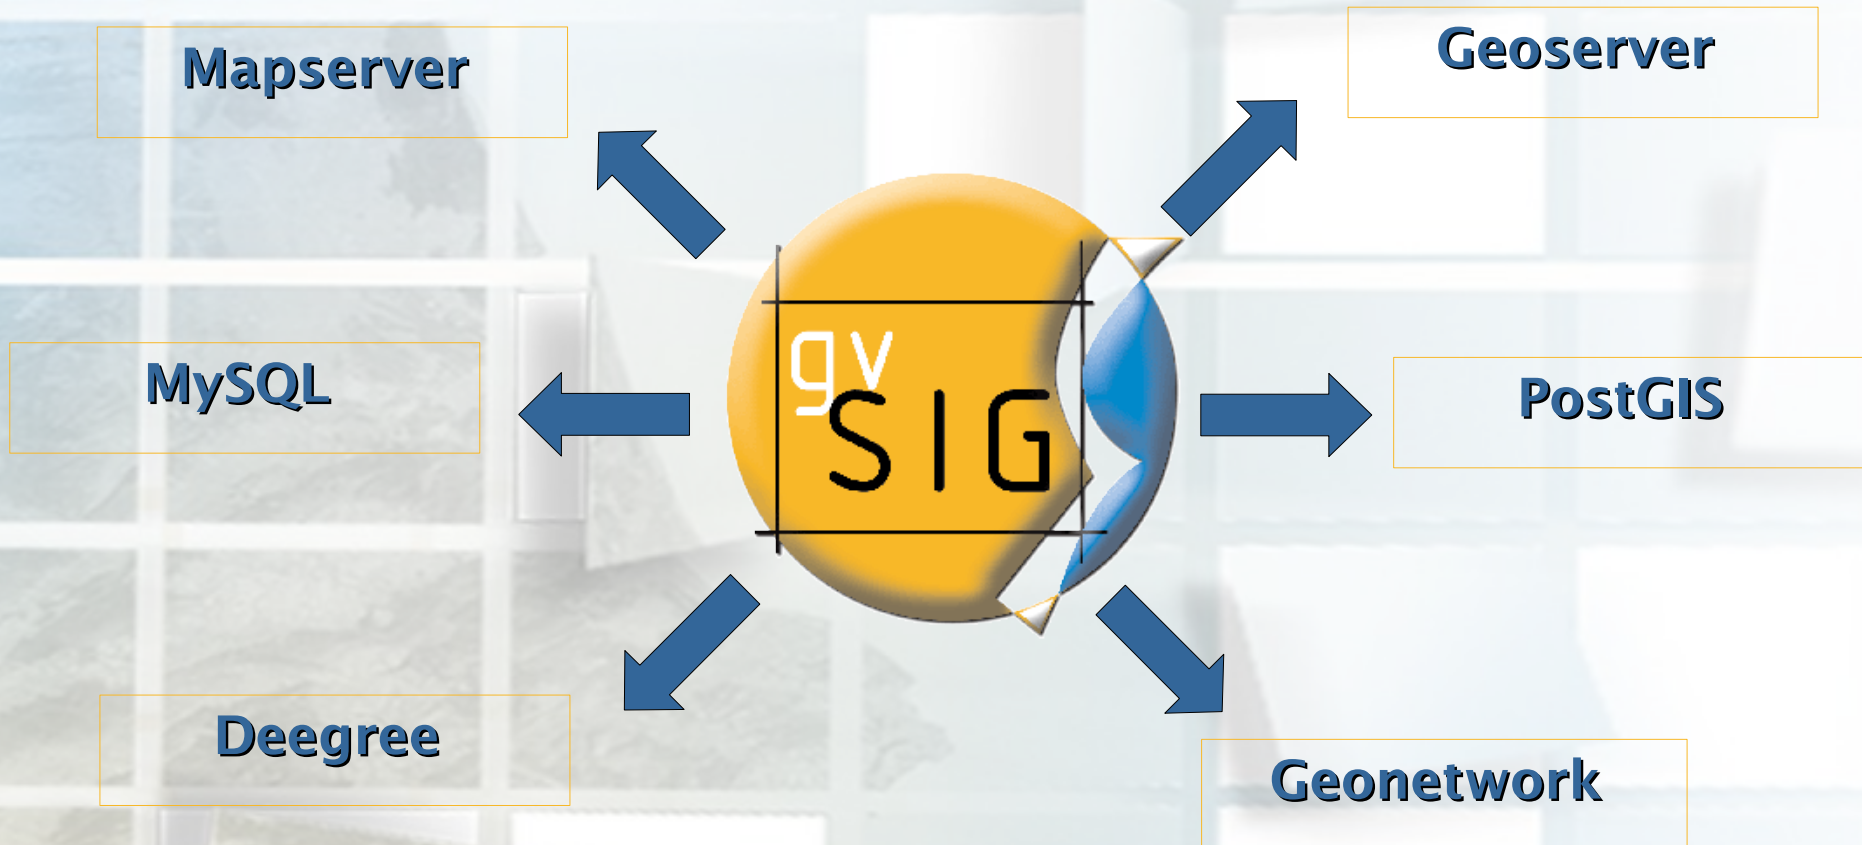 Mapserver
Geoserver
gv
SIG
MySQL
PostGIS
Deegree
Geonetwork